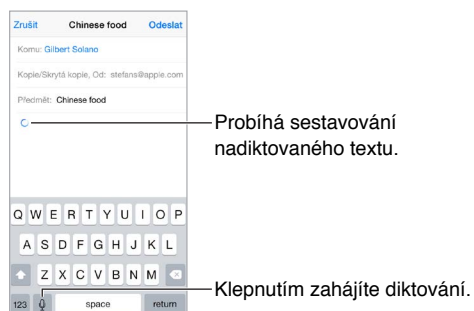 Zrušit Chinese food Odeslat
Komu: Gilbert Solano
Kopie/Skrytá kopie, Od: stefans@apple.com
Předmět: Chinese food
Probíhá sestavování
nadiktovaného textu.
Q W E R T Y U I O P
A S D F G H J K L
Z X C V B N M
123 space return
Klepnutím zahájíte diktování.